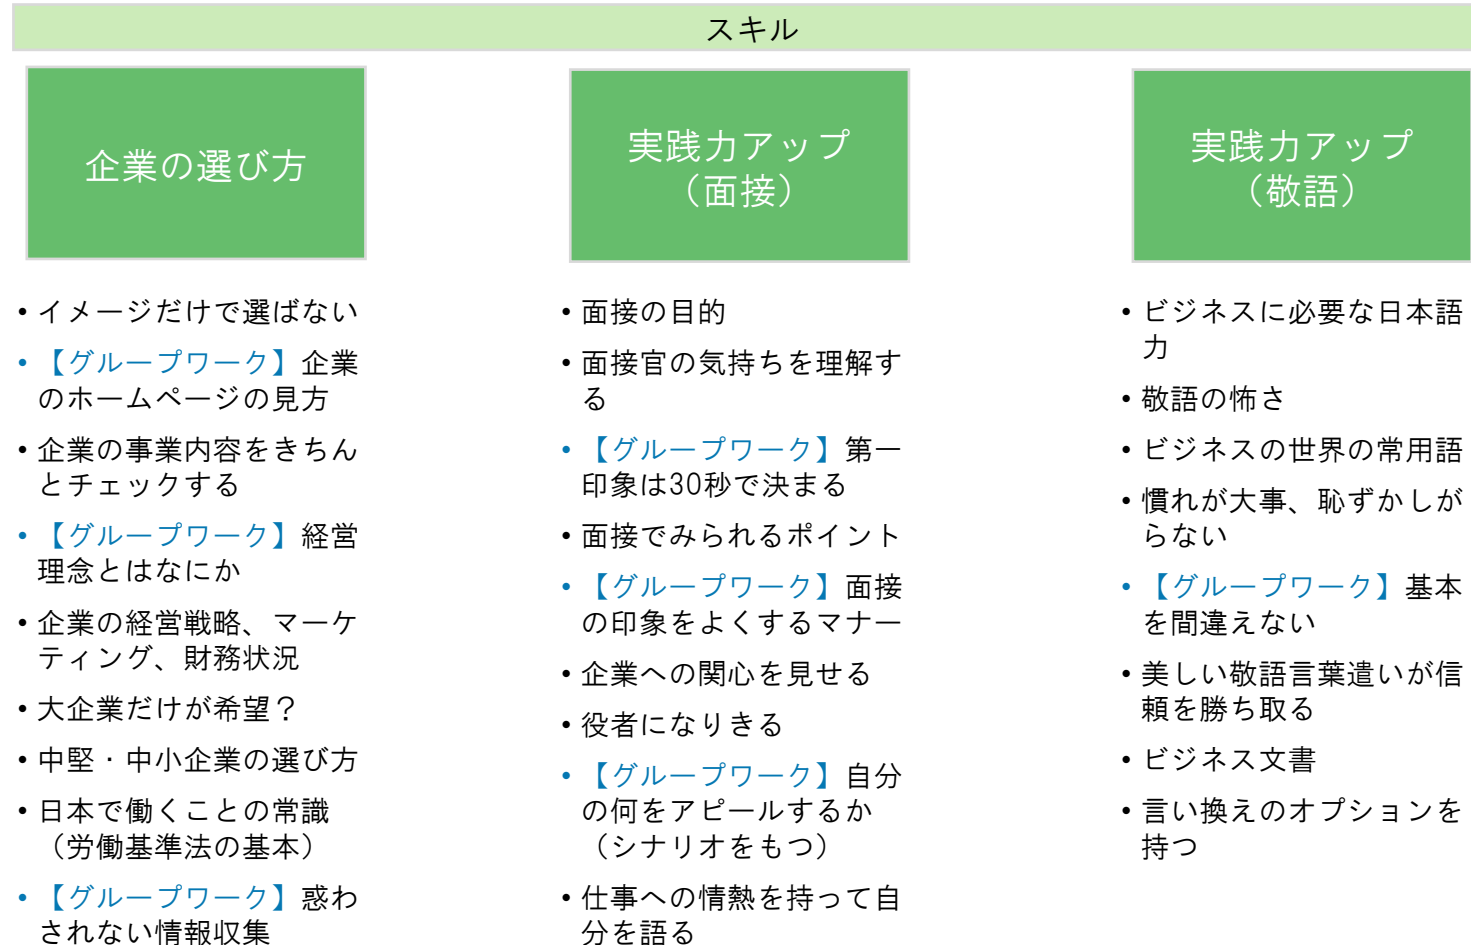 スキル
企業の選び方
・イメージだけで選ばない
・【グループワーク】企業
のホームページの見方
・企業の事業内容をきちん
とチェックする
・【グループワーク】経営
理念とはなにか
・企業の経営戦略、マーケ
ティング、財務状況
・大企業だけが希望？
・中堅・中小企業の選び方
・日本で働くことの常識
（労働基準法の基本）
・【グループワーク】惑わ
されない情報収集
実践力アップ
（面接）
・面接の目的
・面接官の気持ちを理解す
る
・【グループワーク】第一
印象は30秒で決まる
・面接でみられるポイント
・【グループワーク】面接
の印象をよくするマナー
・企業への関心を見せる
・役者になりきる
・【グループワーク】自分
の何をアピールするか
（シナリオをもつ）
・仕事への情熱を持って自
分を語る
実践力アップ
（敬語）
・ビジネスに必要な日本語
力
・敬語の怖さ
・ビジネスの世界の常用語
・慣れが大事、恥ずかしが
らない
・【グループワーク】基本
を間違えない
・美しい敬語言葉遣いが信
頼を勝ち取る
・ビジネス文書
・言い換えのオプションを
持つ